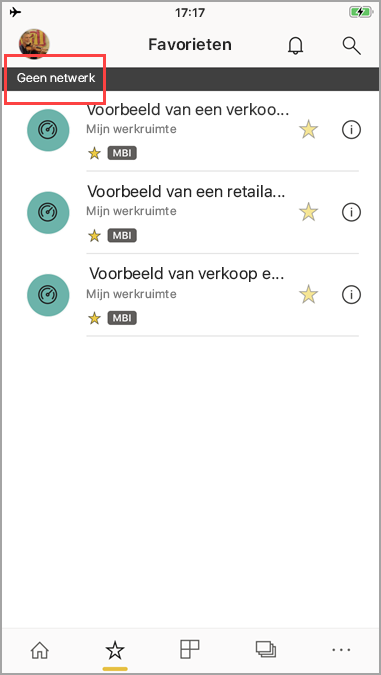 17:17
Favorieten
Geen netwerk
Voorbeeld van een verkoo...
Mijn werkruimte
MBI
Voorbeeld van een retaila...
Mijn werkruimte
MBI
Voorbeeld van verkoop e...
Mijn werkruimte
MBI